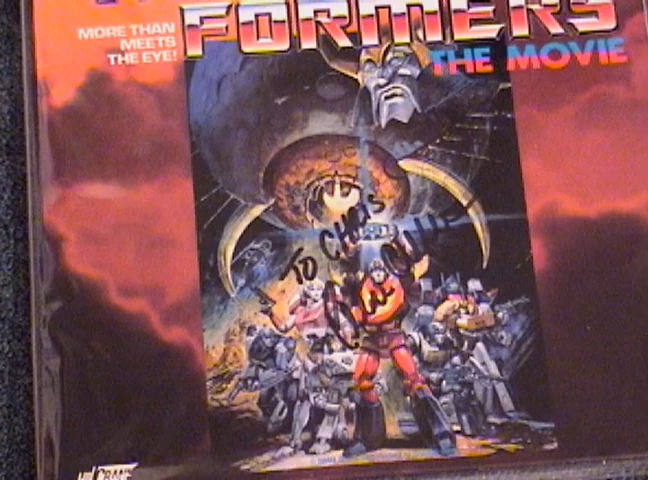 FORMERS
MORE THAN
MEETS
THE EYE!
THE MOVIE
TO CHRIS